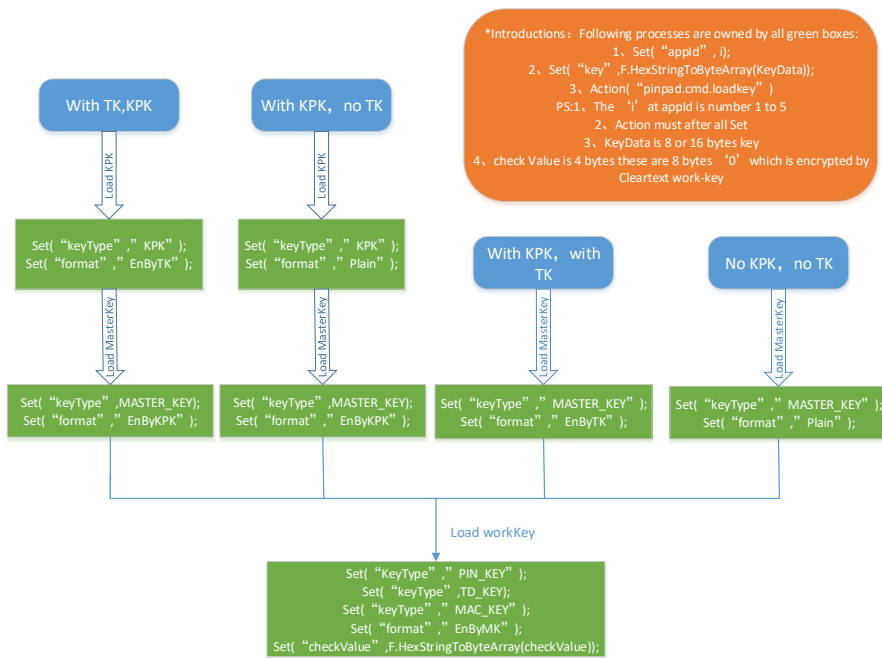 *Introductions：Following processes are owned by all green boxes:
1、Set(“appId”, i);
2、Set(“key”,F.HexStringToByteArray(KeyData));
3、Action(“pinpad.cmd.loadkey”)
PS:1、The ‘i’at appId is number 1 to 5
2、Action must after all Set
3、KeyData is 8 or 16 bytes key
4、check Value is 4 bytes these are 8 bytes ‘0’which is encrypted by
Cleartext work-key
With TK,KPK
With KPK，no TK
Load KPK
Load KPK
Set(“keyType”,”KPK”);
Set(“format”,”EnByTK”);
Set(“keyType”,”KPK”);
Set(“format”,”Plain”);
With KPK，with
TK
No KPK，no TK
Load MasterKey
Load MasterKey
Load MasterKey
Load MasterKey
Set(“keyType”,MASTER_KEY);
Set(“format”,”EnByKPK”);
Set(“keyType”,MASTER_KEY);
Set(“format”,”EnByKPK”);
Set(“keyType”,”MASTER_KEY”);
Set(“format”,”EnByTK”);
Set(“keyType”,”MASTER_KEY”);
Set(“format”,”Plain”);
Load workKey
Set(“KeyType”,”PIN_KEY”);
Set(“keyType”,TD_KEY);
Set(“keyType”,”MAC_KEY”);
Set(“format”,”EnByMK”);
Set(“checkValue”,F.HexStringToByteArray(checkValue));